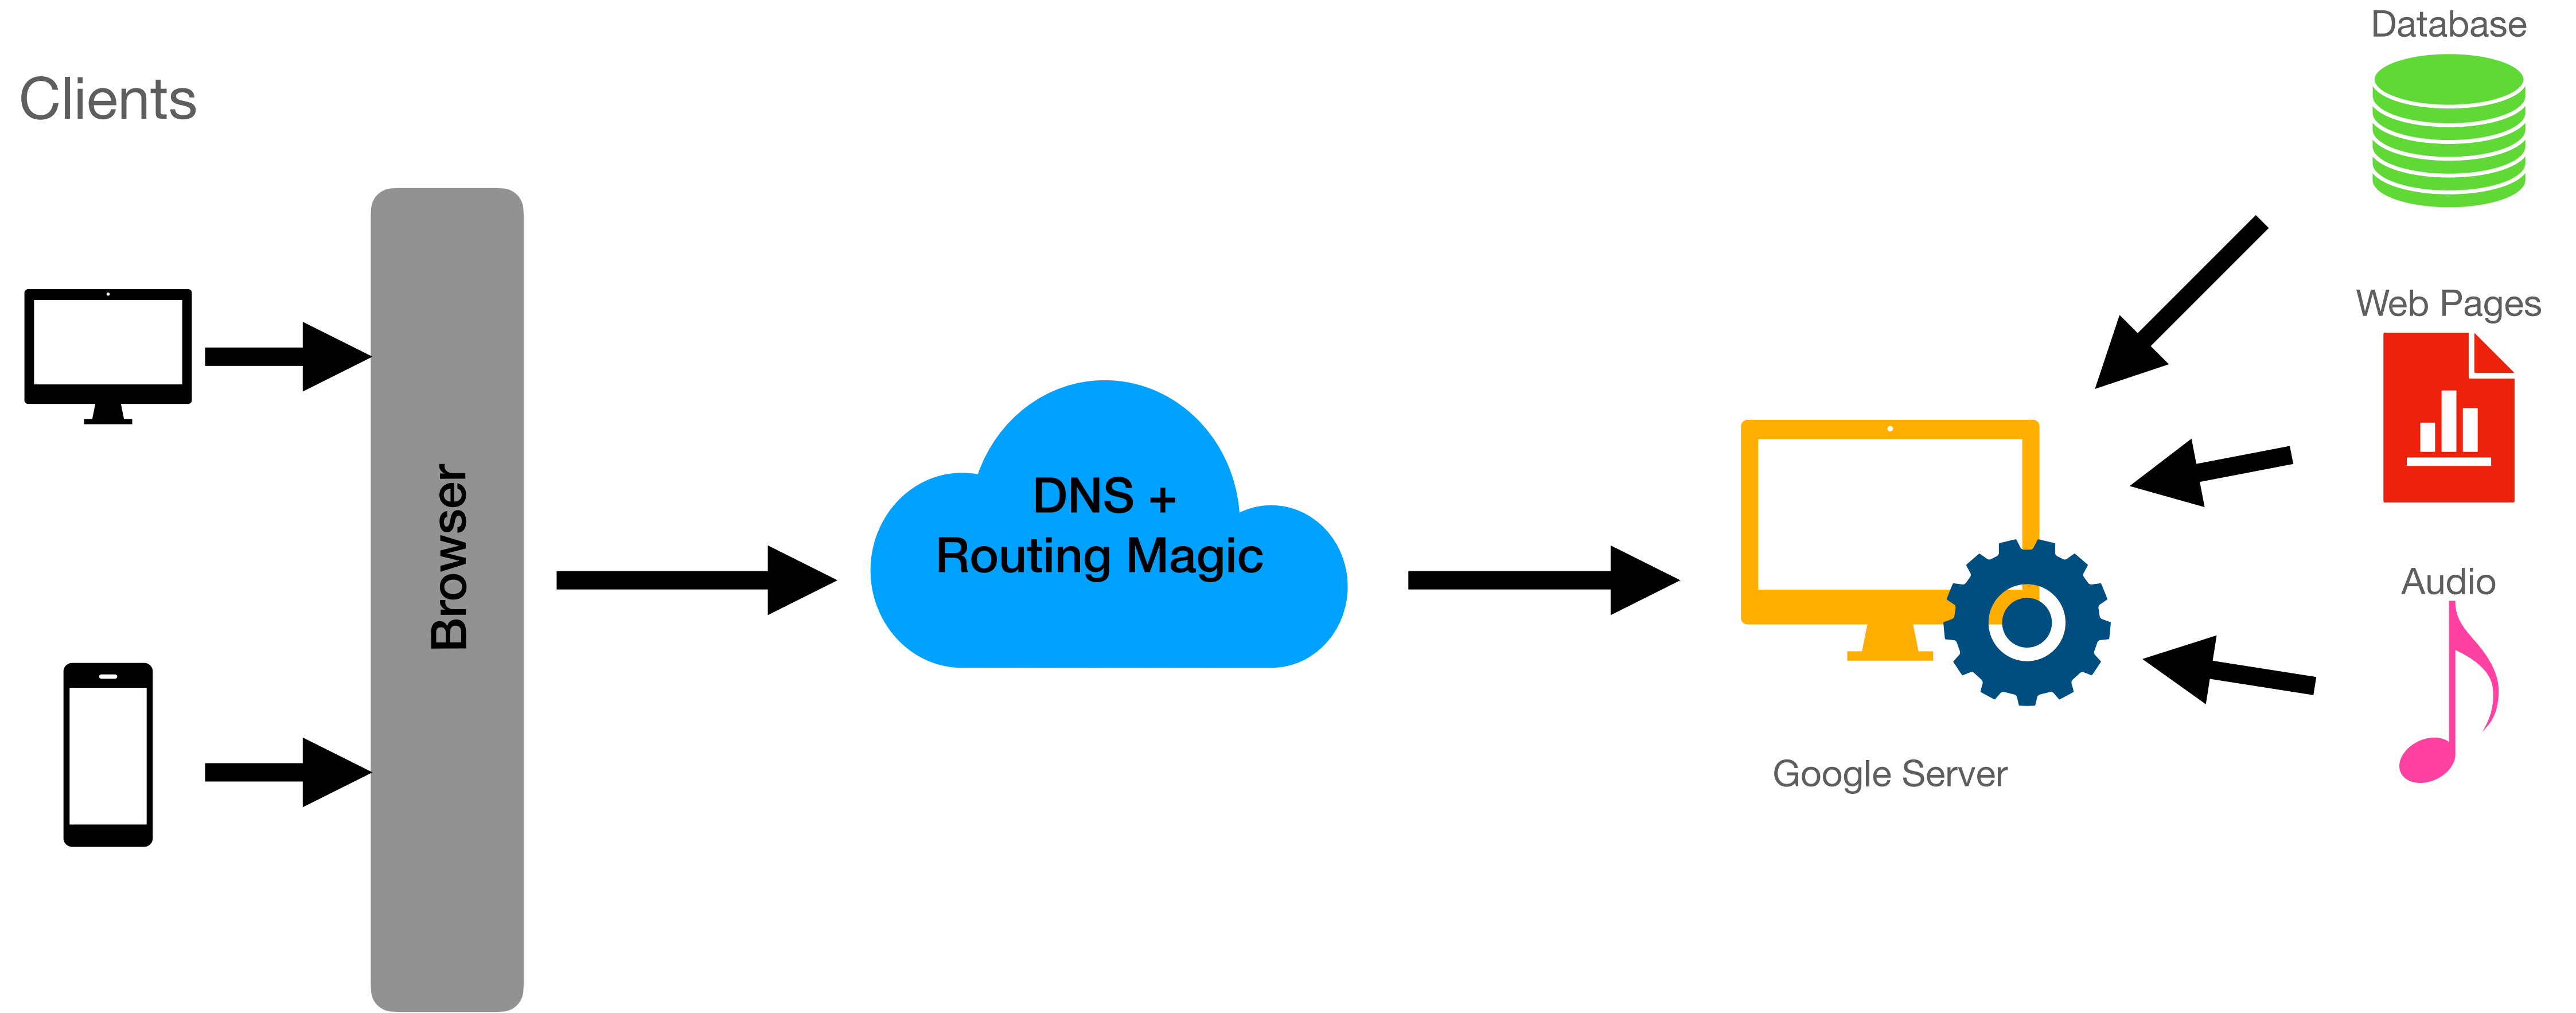 Clients
Browser
DNS +
Routing Magic
Google Server
Database
Web Pages
Audio